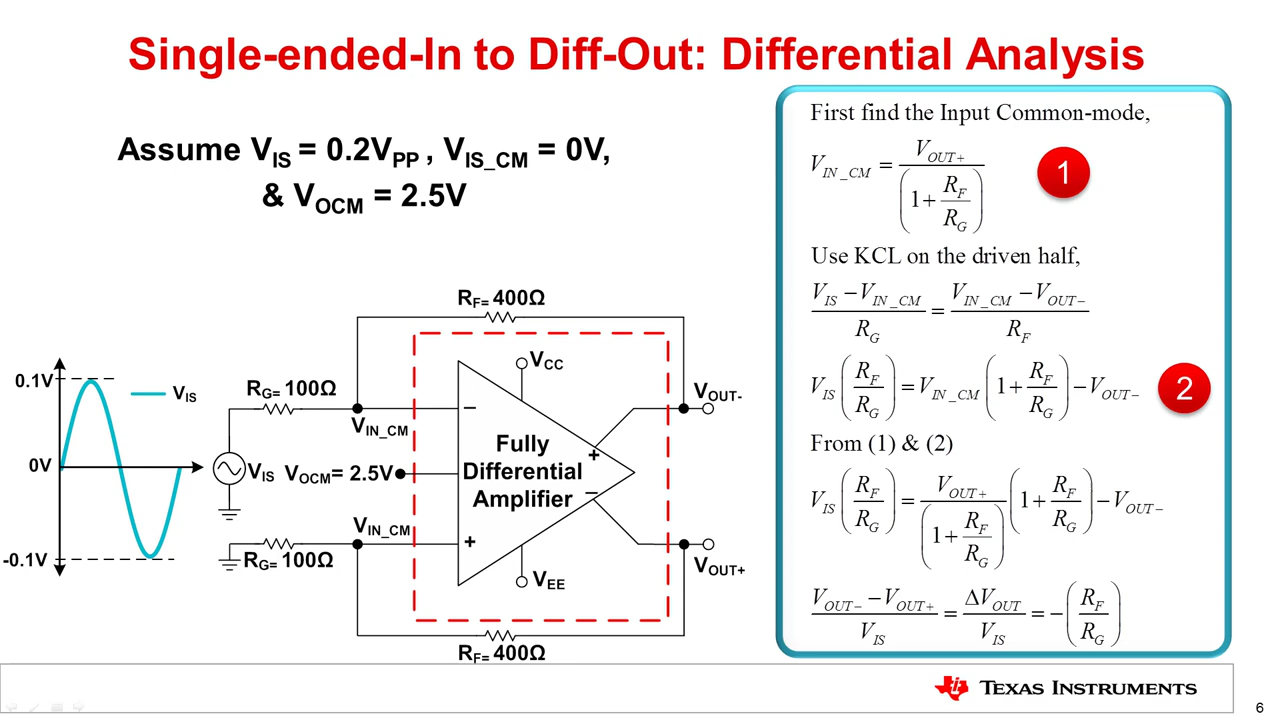 Single-ended-In to Diff-Out: Differential Analysis
Assume V_IS = 0.2V_PP , V_IS_CM = 0V,
& V_OCM = 2.5V
0.1V
0V
-0.1V
V_IS
R_F= 400Ω
R_G= 100Ω
V_IN_CM
V_IS
V_OCM= 2.5V
V_IN_CM
R_G= 100Ω
R_F= 400Ω
V_CC
−
+
Fully
Differential
Amplifier
+
−
V_EE
V_OUT-
V_OUT+
First find the Input Common-mode,
V_IN_CM = V_OUT+ / (1 + R_F / R_G)
1
Use KCL on the driven half,
(V_IS − V_IN_CM) / R_G = (V_IN_CM − V_OUT−) / R_F
V_IS (R_F / R_G) = V_IN_CM (1 + R_F / R_G) − V_OUT−
2
From (1) & (2)
V_IS (R_F / R_G) = V_OUT+ / (1 + R_F / R_G) (1 + R_F / R_G) − V_OUT−
(V_OUT− − V_OUT+) / V_IS = ΔV_OUT / V_IS = −(R_F / R_G)
TEXAS INSTRUMENTS
6